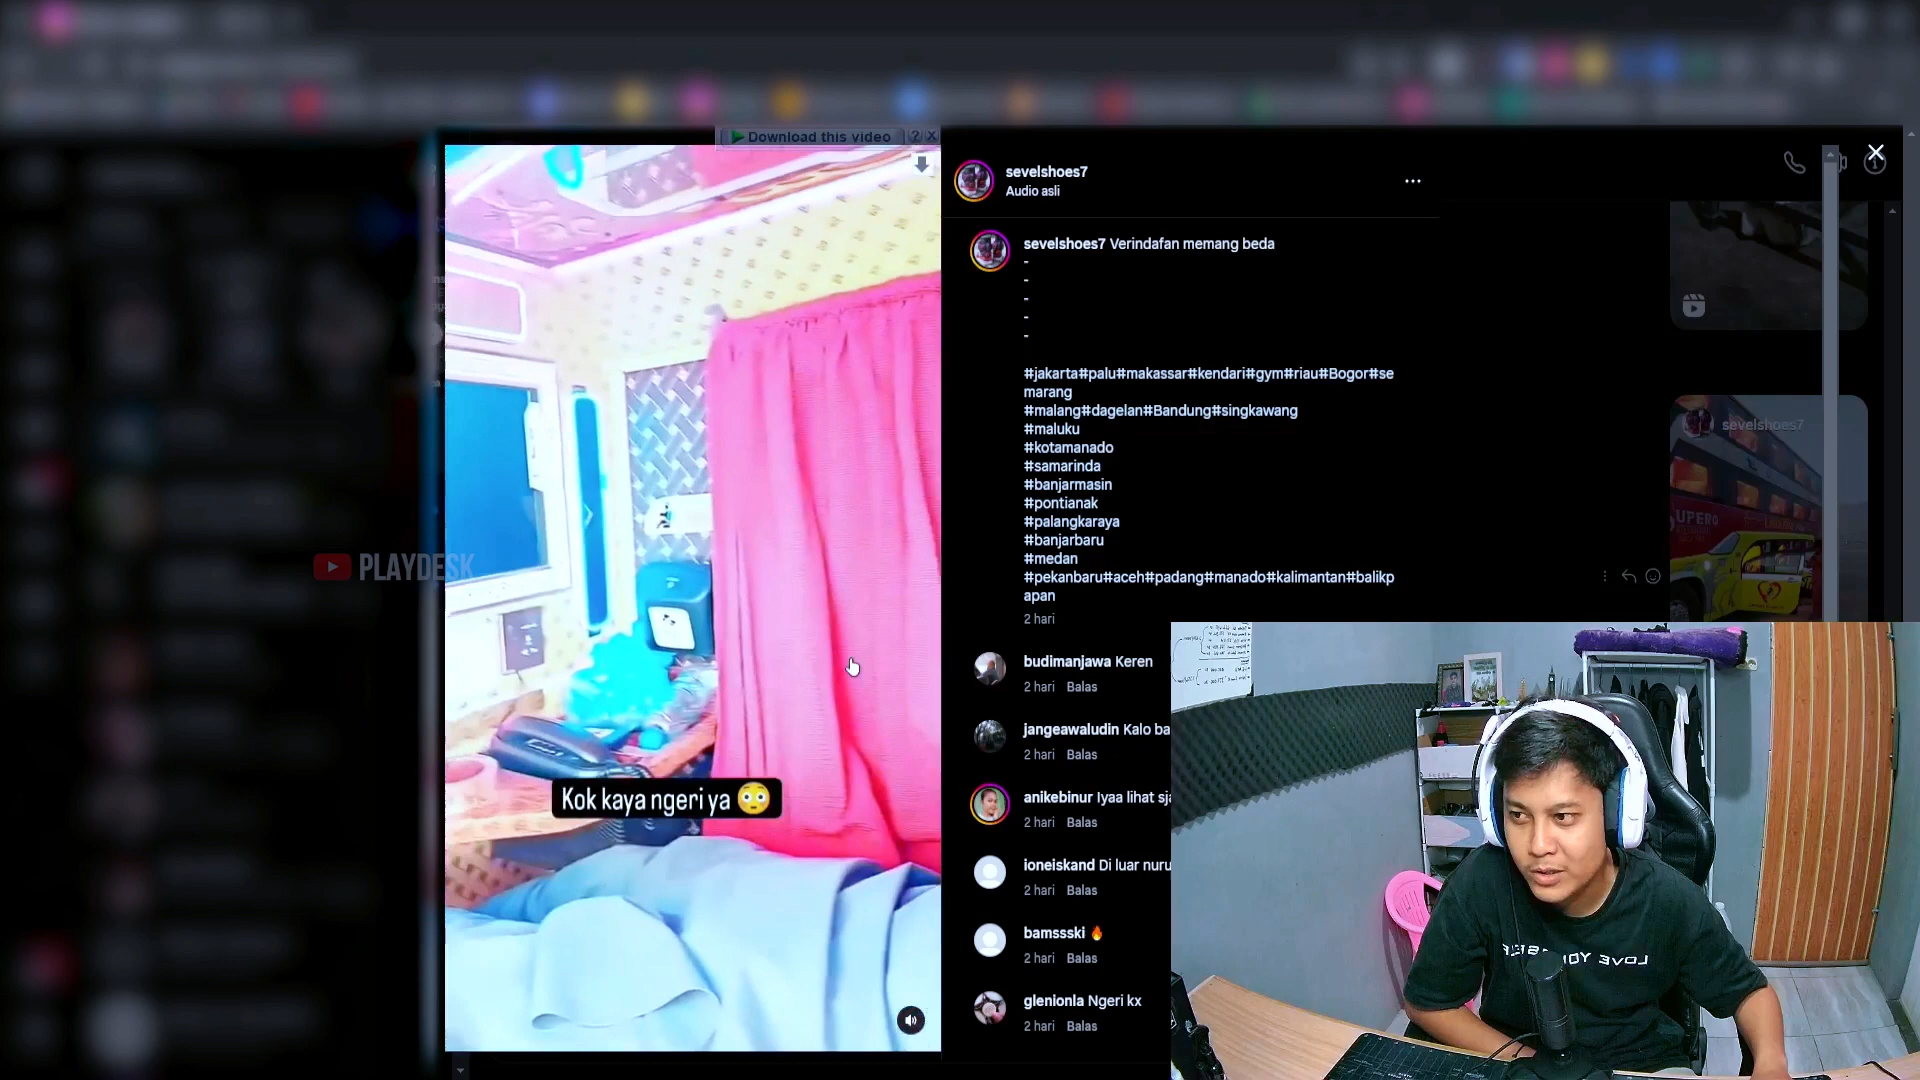 Download this video
sevelshoes7
Audio asli
sevelshoes7 Verindafan memang beda
-
-
-
-
-
#jakarta#palu#makassar#kendari#gym#riau#Bogor#se
marang
#malang#dagelan#Bandung#singkawang
#maluku
#kotamanado
#samarinda
#banjarmasin
#pontianak
#palangkaraya
#banjarbaru
#medan
#pekanbaru#aceh#padang#manado#kalimantan#balikp
apan
2 hari
budimanjawa Keren
2 hari Balas
jangeawaludin Kalo ba
2 hari Balas
anikebinur Iyaa lihat sja
2 hari Balas
ioneiskand Di luar nuru
2 hari Balas
bamssski 🔥
2 hari Balas
glenionla Ngeri kx
2 hari Balas
Kok kaya ngeri ya 😳
PLAYDESK
sevelshoes7
UPERO
LOVE YO